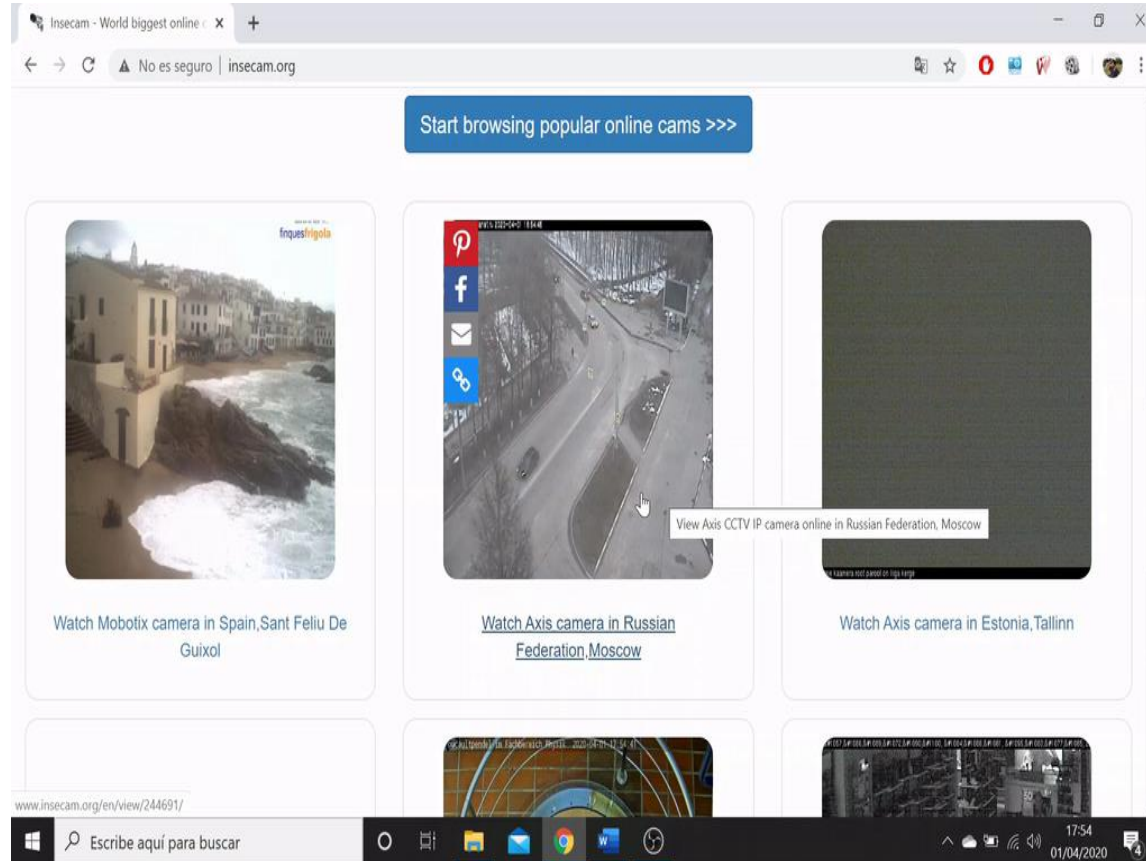 Insecam - World biggest online c
No es seguro | insecam.org
Start browsing popular online cams >>>
finquesfrigola
View Axis CCTV IP camera online in Russian Federation, Moscow
Watch Mobotix camera in Spain,Sant Feliu De
Guixol
Watch Axis camera in Russian
Federation,Moscow
Watch Axis camera in Estonia,Tallinn
www.insecam.org/en/view/244691/
Escribe aquí para buscar
17:54
01/04/2020